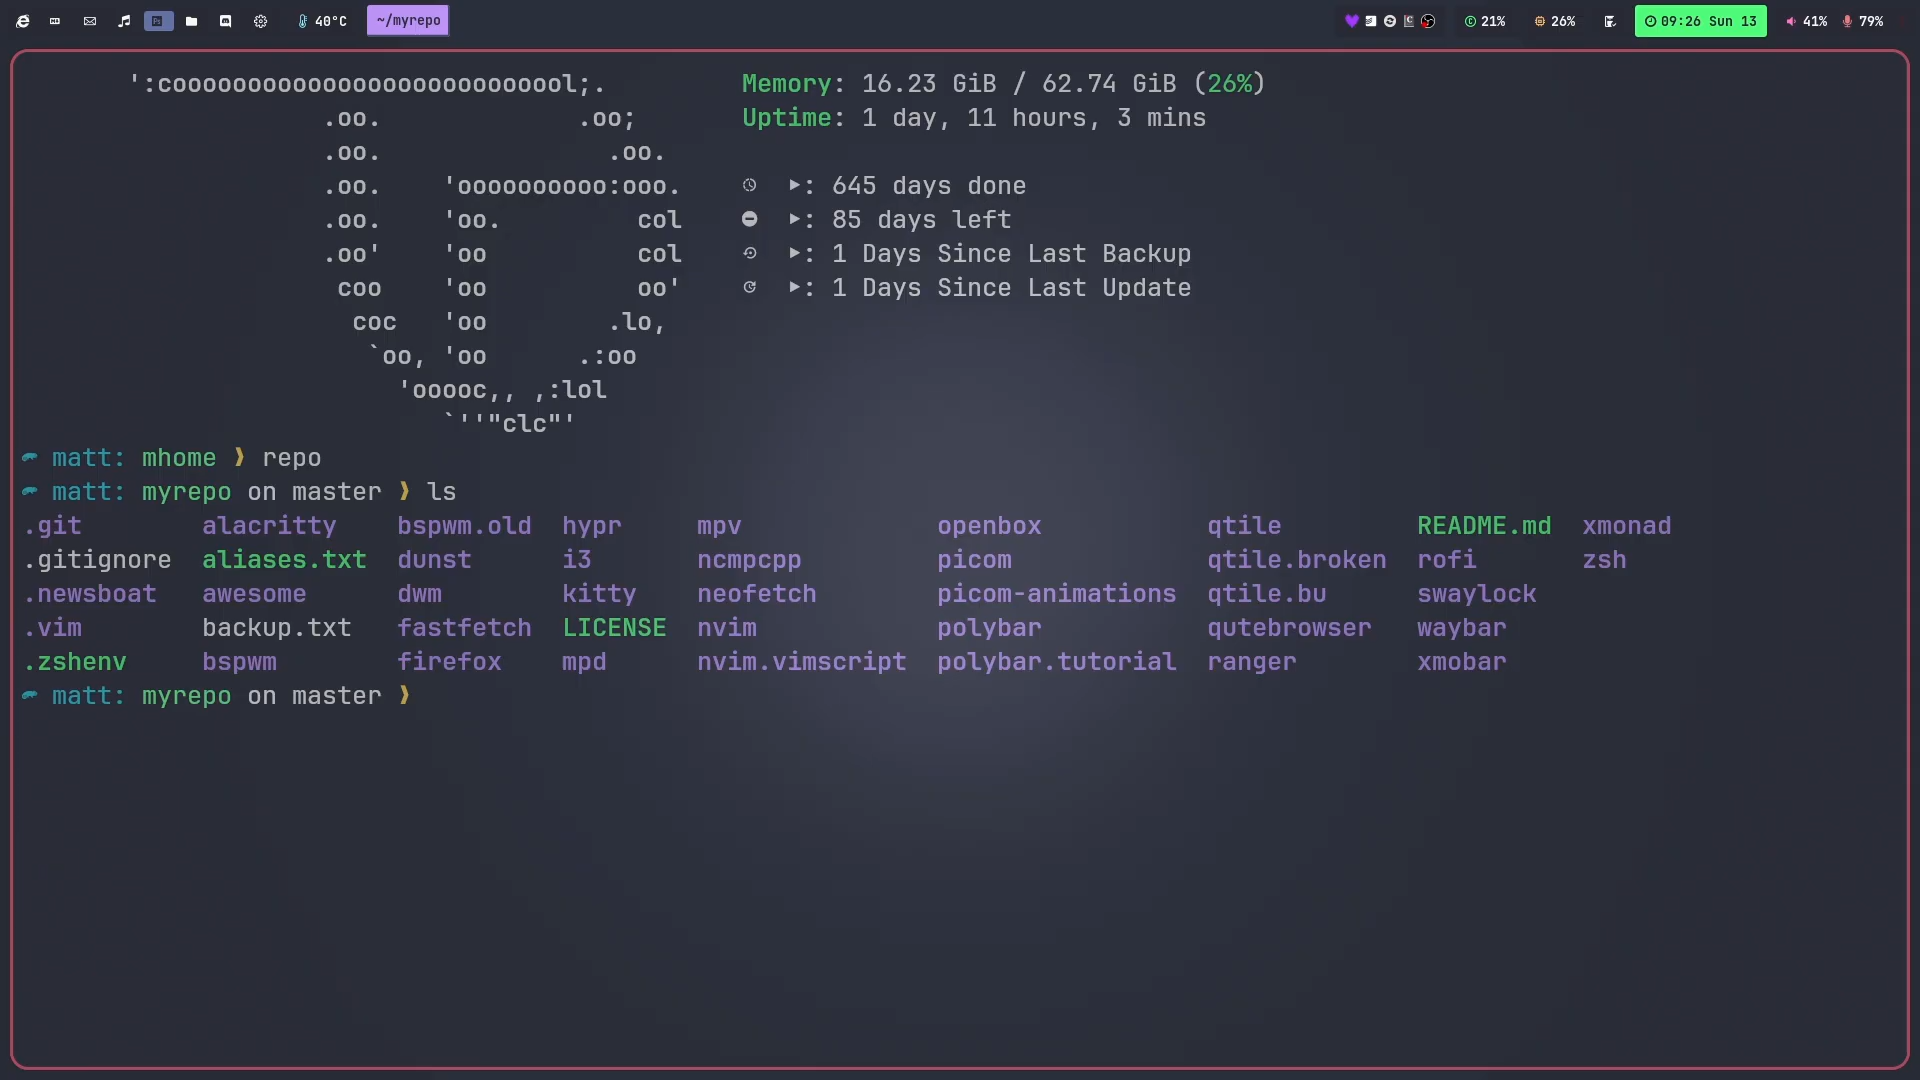 40°C ~/myrepo 21% 26% 09:26 Sun 13 41% 79%
':coooooooooooooooooooooooooool;. Memory: 16.23 GiB / 62.74 GiB (26%)
.oo. .oo; Uptime: 1 day, 11 hours, 3 mins
.oo. .oo.
.oo. 'oooooooooo:ooo. ►: 645 days done
.oo. 'oo. col ►: 85 days left
.oo' 'oo col ►: 1 Days Since Last Backup
coo 'oo oo' ►: 1 Days Since Last Update
coc 'oo .lo,
`oo, 'oo .:oo
'ooooc,, ,:lol
`''"clc"'
matt: mhome ❱ repo
matt: myrepo on master ❱ ls
.git alacritty bspwm.old hypr mpv openbox qtile README.md xmonad
.gitignore aliases.txt dunst i3 ncmpcpp picom qtile.broken rofi zsh
.newsboat awesome dwm kitty neofetch picom-animations qtile.bu swaylock
.vim backup.txt fastfetch LICENSE nvim polybar qutebrowser waybar
.zshenv bspwm firefox mpd nvim.vimscript polybar.tutorial ranger xmobar
matt: myrepo on master ❱